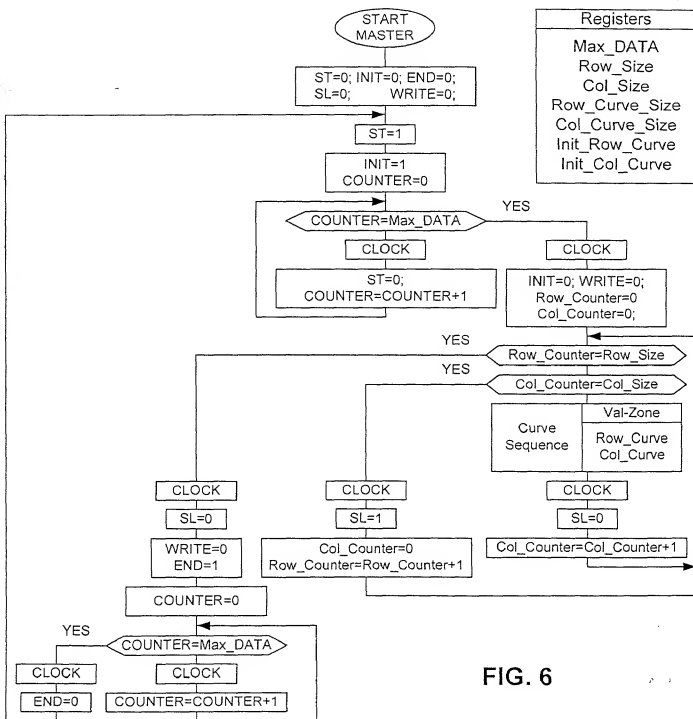 START
MASTER
ST=0; INIT=0; END=0;
SL=0; WRITE=0;
ST=1
INIT=1
COUNTER=0
COUNTER=Max_DATA
YES
CLOCK
ST=0;
COUNTER=COUNTER+1
CLOCK
INIT=0; WRITE=0;
Row_Counter=0
Col_Counter=0;
Registers
Max_DATA
Row_Size
Col_Size
Row_Curve_Size
Col_Curve_Size
Init_Row_Curve
Init_Col_Curve
YES
Row_Counter=Row_Size
YES
Col_Counter=Col_Size
Curve
Sequence
Val-Zone
Row_Curve
Col_Curve
CLOCK
SL=0
WRITE=0
END=1
COUNTER=0
CLOCK
SL=1
Col_Counter=0
Row_Counter=Row_Counter+1
CLOCK
SL=0
Col_Counter=Col_Counter+1
YES
COUNTER=Max_DATA
CLOCK
END=0
CLOCK
COUNTER=COUNTER+1
FIG. 6